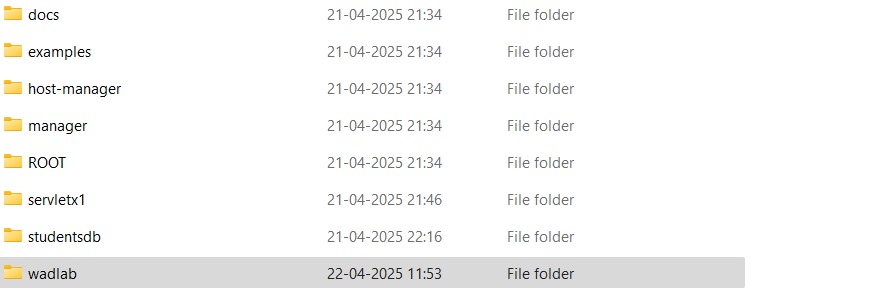 docs 21-04-2025 21:34 File folder
examples 21-04-2025 21:34 File folder
host-manager 21-04-2025 21:34 File folder
manager 21-04-2025 21:34 File folder
ROOT 21-04-2025 21:34 File folder
servletx1 21-04-2025 21:46 File folder
studentsdb 21-04-2025 22:16 File folder
wadlab 22-04-2025 11:53 File folder